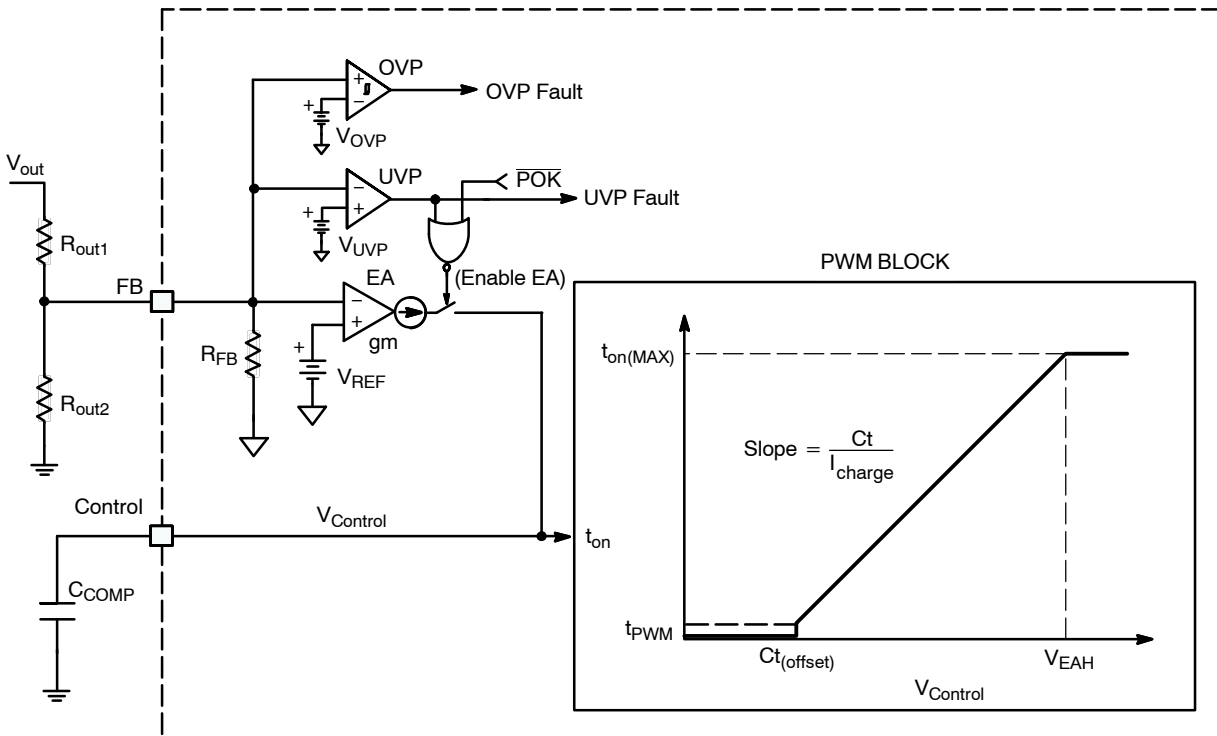 OVP
+
−
OVP Fault
+
VOVP
Vout
UVP
POK
−
+
UVP Fault
+
VUVP
Rout1
FB
EA
(Enable EA)
PWM BLOCK
−
+
gm
RFB
+
VREF
Rout2
ton(MAX)
Slope = Ct
Icharge
Control
VControl
ton
CCOMP
tPWM
Ct(offset)
VEAH
VControl